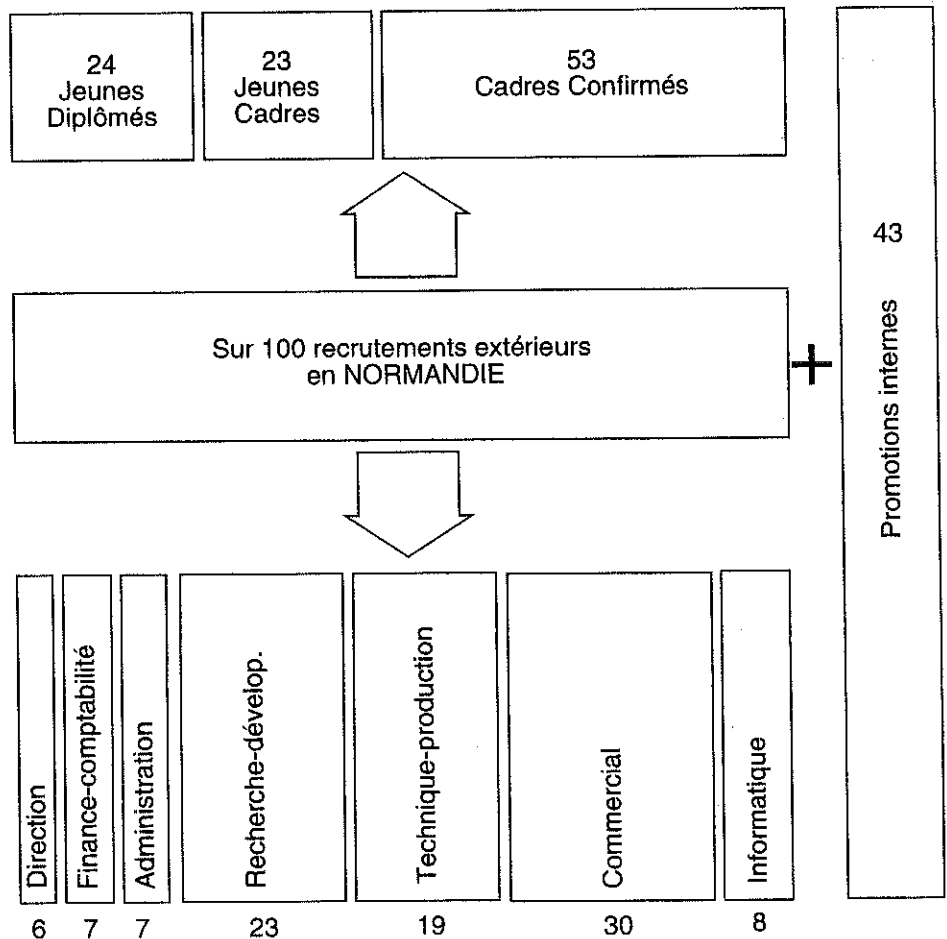 24
Jeunes
Diplômés
23
Jeunes
Cadres
53
Cadres Confirmés
43
Promotions internes
Sur 100 recrutements extérieurs
en NORMANDIE
+
Direction
Finance-comptabilité
Administration
Recherche-dévelop.
Technique-production
Commercial
Informatique
6
7
7
23
19
30
8